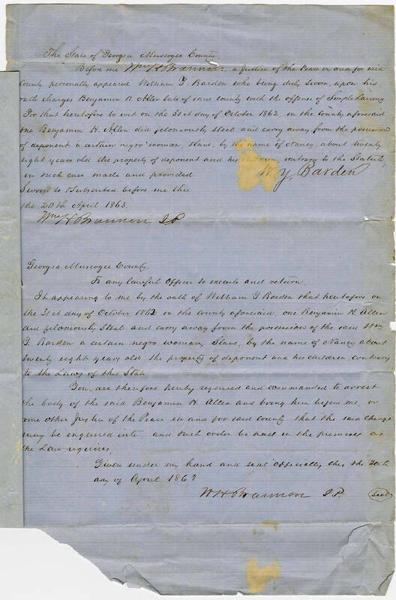 The State of Georgia Muscogee County
Before me Wm H Brannon a Justice of the Peace in and for said
County personally appeared William Y Barden who being duly sworn, upon his
oath charges Benjamin H. Allen late of said county with the offence of Simple Larceny
For that heretofore to wit on the 31st day of October 1862, in the County aforesaid
one Benjamin H. Allen did feloniously steal and carry away from the possession
of deponent a certain negro woman, slave, by the name of Nancy about twenty
eight years old the property of deponent and his contrary to the Statute
in such case made and provided
Sworn to & subscribed before me this
the 20th April 1863.
W Y Barden
Wm H Brannon J P
Georgia Muscogee County
To any lawful Officer to execute and return.
It appearing to me by the oath of William Y Barden that heretofore on
the 31st day of October 1862 in the County aforesaid, one Benjamin H. Allen
did feloniously steal and carry away from the possession of the said Wm
Y. Barden a certain negro woman, Slave, by the name of Nancy about
twenty eight years old the property of deponent and his children contrary
to the Laws of the State
You are therefore hereby required and commanded to arrest
the body of the said Benjamin H. Allen and bring him before me, or
some other Justice of the Peace in and for said County that the said charge
may be enquired into and such order be had in the premises as
the Law requires.
Given under my hand and seal officially this the 20th
day of April 1863
W H Brannon J.P. Seal